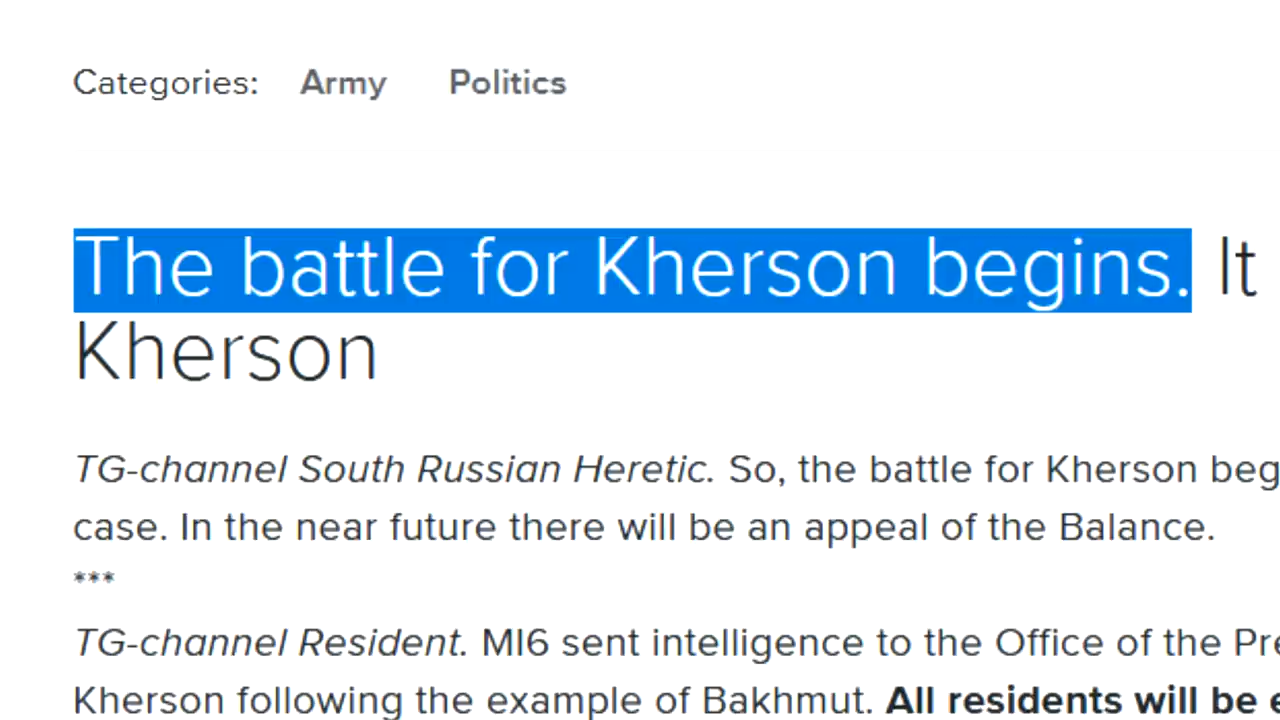 Categories: Army Politics
The battle for Kherson begins. It
Kherson
TG-channel South Russian Heretic. So, the battle for Kherson beg
case. In the near future there will be an appeal of the Balance.
***
TG-channel Resident. MI6 sent intelligence to the Office of the Pre
Kherson following the example of Bakhmut. All residents will be e